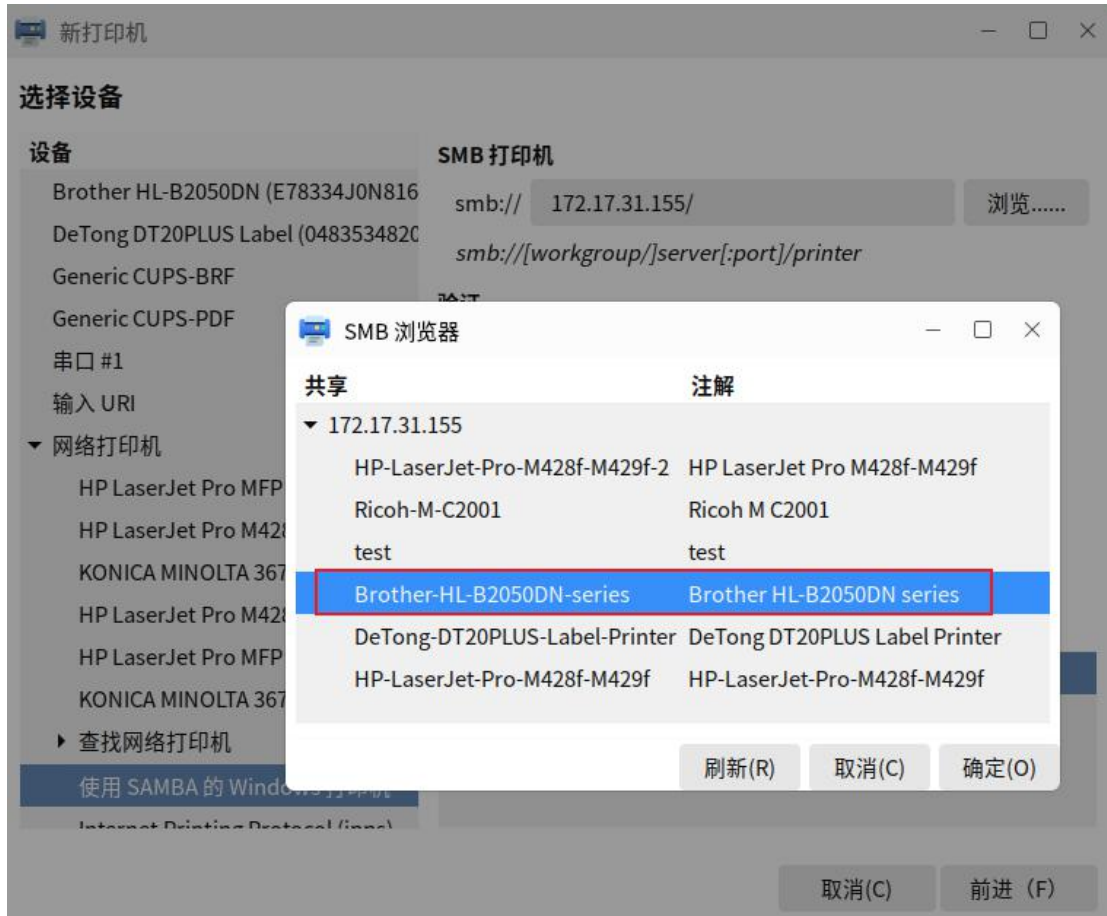 新打印机
选择设备
设备
Brother HL-B2050DN (E78334J0N816
DeTong DT20PLUS Label (0483534820
Generic CUPS-BRF
Generic CUPS-PDF
串口 #1
输入 URI
网络打印机
HP LaserJet Pro MFP
HP LaserJet Pro M428
KONICA MINOLTA 367
HP LaserJet Pro M428
HP LaserJet Pro MFP
KONICA MINOLTA 367
查找网络打印机
使用 SAMBA 的 Windows 打印机
Internet Printing Protocol (ipps)
SMB 打印机
smb:// 172.17.31.155/ 浏览......
smb://[workgroup/]server[:port]/printer
验证
SMB 浏览器
共享 注解
172.17.31.155
HP-LaserJet-Pro-M428f-M429f-2 HP LaserJet Pro M428f-M429f
Ricoh-M-C2001 Ricoh M C2001
test test
Brother-HL-B2050DN-series Brother HL-B2050DN series
DeTong-DT20PLUS-Label-Printer DeTong DT20PLUS Label Printer
HP-LaserJet-Pro-M428f-M429f HP-LaserJet-Pro-M428f-M429f
刷新(R) 取消(C) 确定(O)
取消(C) 前进（F）